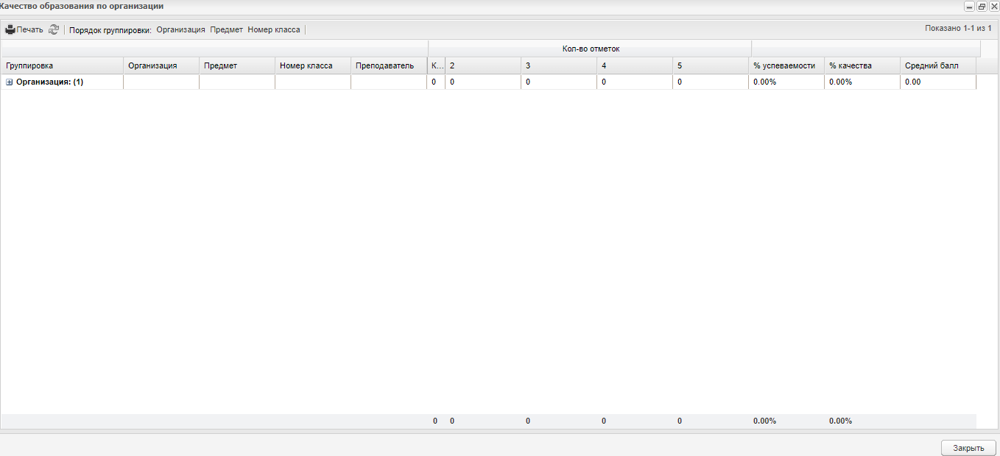 Качество образования по организации
Печать Порядок группировки: Организация Предмет Номер класса Показано 1-1 из 1
Кол-во отметок
Группировка Организация Предмет Номер класса Преподаватель К... 2 3 4 5 % успеваемости % качества Средний балл
Организация: (1) 0 0 0 0 0 0.00% 0.00% 0.00
0 0 0 0 0 0.00% 0.00%
Закрыть